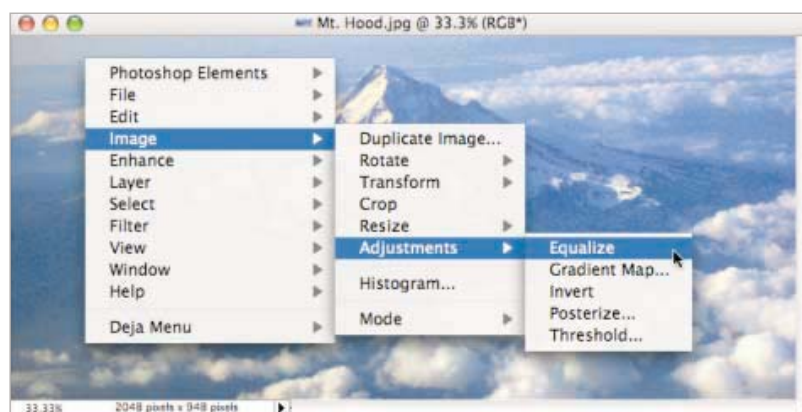 Mt. Hood.jpg @ 33.3% (RGB*)
Photoshop Elements
File
Edit
Image
Enhance
Layer
Select
Filter
View
Window
Help
Deja Menu
Duplicate Image...
Rotate
Transform
Crop
Resize
Adjustments
Histogram...
Mode
Equalize
Gradient Map...
Invert
Posterize...
Threshold...
33.33% 2048 pixels x 948 pixels